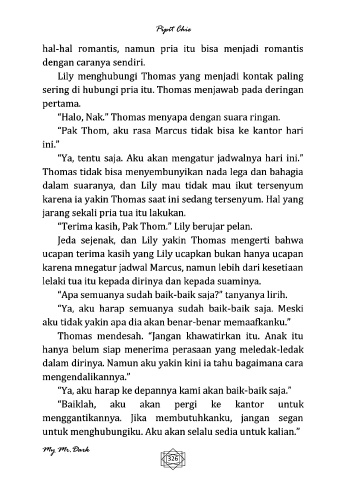 Pipit Chie
hal-hal romantis, namun pria itu bisa menjadi romantis
dengan caranya sendiri.
Lily menghubungi Thomas yang menjadi kontak paling
sering di hubungi pria itu. Thomas menjawab pada deringan
pertama.
“Halo, Nak.” Thomas menyapa dengan suara ringan.
“Pak Thom, aku rasa Marcus tidak bisa ke kantor hari
ini.”
“Ya, tentu saja. Aku akan mengatur jadwalnya hari ini.”
Thomas tidak bisa menyembunyikan nada lega dan bahagia
dalam suaranya, dan Lily mau tidak mau ikut tersenyum
karena ia yakin Thomas saat ini sedang tersenyum. Hal yang
jarang sekali pria tua itu lakukan.
“Terima kasih, Pak Thom.” Lily berujar pelan.
Jeda sejenak, dan Lily yakin Thomas mengerti bahwa
ucapan terima kasih yang Lily ucapkan bukan hanya ucapan
karena mnegatur jadwal Marcus, namun lebih dari kesetiaan
lelaki tua itu kepada dirinya dan kepada suaminya.
“Apa semuanya sudah baik-baik saja?” tanyanya lirih.
“Ya, aku harap semuanya sudah baik-baik saja. Meski
aku tidak yakin apa dia akan benar-benar memaafkanku.”
Thomas mendesah. “Jangan khawatirkan itu. Anak itu
hanya belum siap menerima perasaan yang meledak-ledak
dalam dirinya. Namun aku yakin kini ia tahu bagaimana cara
mengendalikannya.”
“Ya, aku harap ke depannya kami akan baik-baik saja.”
“Baiklah, aku akan pergi ke kantor untuk
menggantikannya. Jika membutuhkanku, jangan segan
untuk menghubungiku. Aku akan selalu sedia untuk kalian.”
My Mr.Dark
326